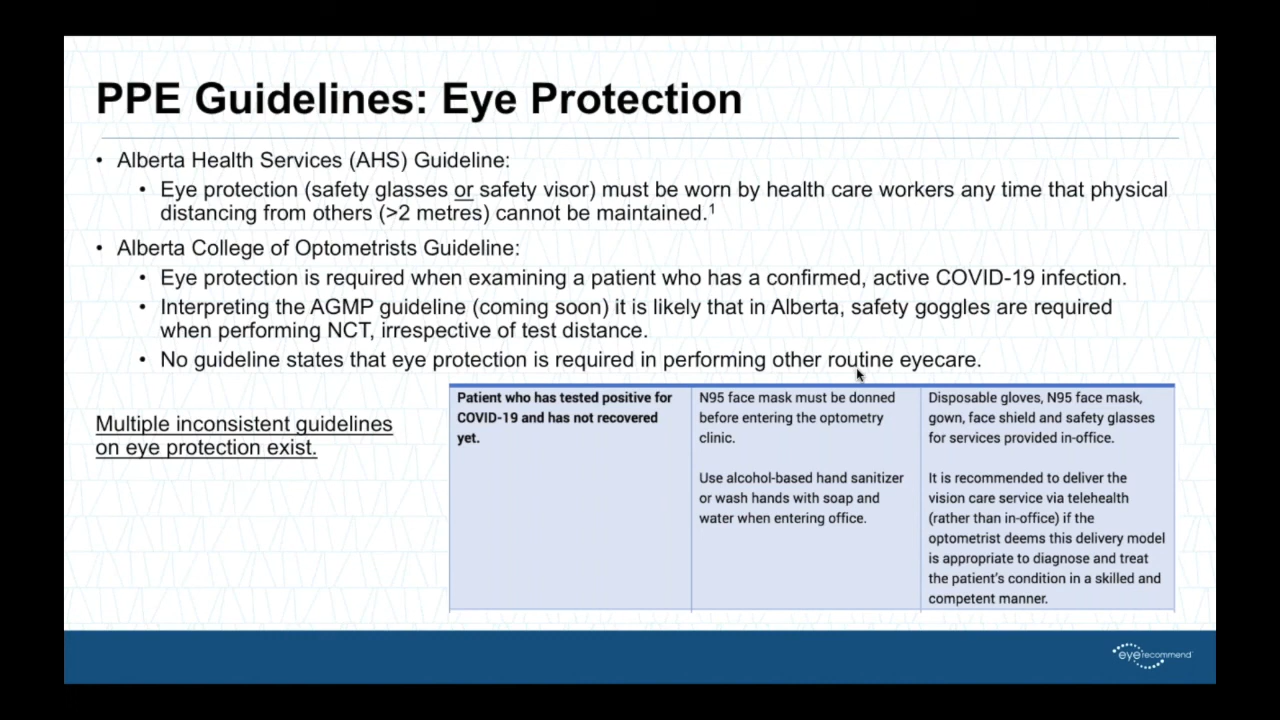 PPE Guidelines: Eye Protection
• Alberta Health Services (AHS) Guideline:
• Eye protection (safety glasses or safety visor) must be worn by health care workers any time that physical
distancing from others (>2 metres) cannot be maintained.¹
• Alberta College of Optometrists Guideline:
• Eye protection is required when examining a patient who has a confirmed, active COVID-19 infection.
• Interpreting the AGMP guideline (coming soon) it is likely that in Alberta, safety goggles are required
when performing NCT, irrespective of test distance.
• No guideline states that eye protection is required in performing other routine eyecare.
Multiple inconsistent guidelines
on eye protection exist.
Patient who has tested positive for
COVID-19 and has not recovered
yet.
N95 face mask must be donned
before entering the optometry
clinic.
Use alcohol-based hand sanitizer
or wash hands with soap and
water when entering office.
Disposable gloves, N95 face mask,
gown, face shield and safety glasses
for services provided in-office.
It is recommended to deliver the
vision care service via telehealth
(rather than in-office) if the
optometrist deems this delivery model
is appropriate to diagnose and treat
the patient's condition in a skilled and
competent manner.
eyerecommend